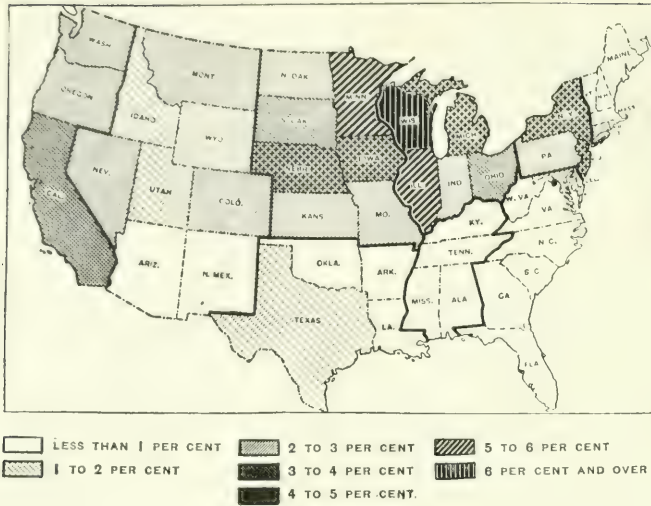 WASH.
MAINE
MONT.
N. DAK.
MINN.
OREGON
IDAHO
S. DAK.
WIS.
MICH.
N.Y.
MASS.
WYO.
IOWA
NEBR.
PA.
NEV.
UTAH
COLO.
ILL.
IND.
OHIO
CAL.
KANS.
MO.
W. VA.
VA.
KY.
ARIZ.
N. MEX.
OKLA.
ARK.
TENN.
N.C.
S.C.
TEXAS
LA.
MISS.
ALA.
GA.
FLA.
LESS THAN 1 PER CENT
1 TO 2 PER CENT
2 TO 3 PER CENT
3 TO 4 PER CENT
4 TO 5 PER CENT.
5 TO 6 PER CENT
6 PER CENT AND OVER